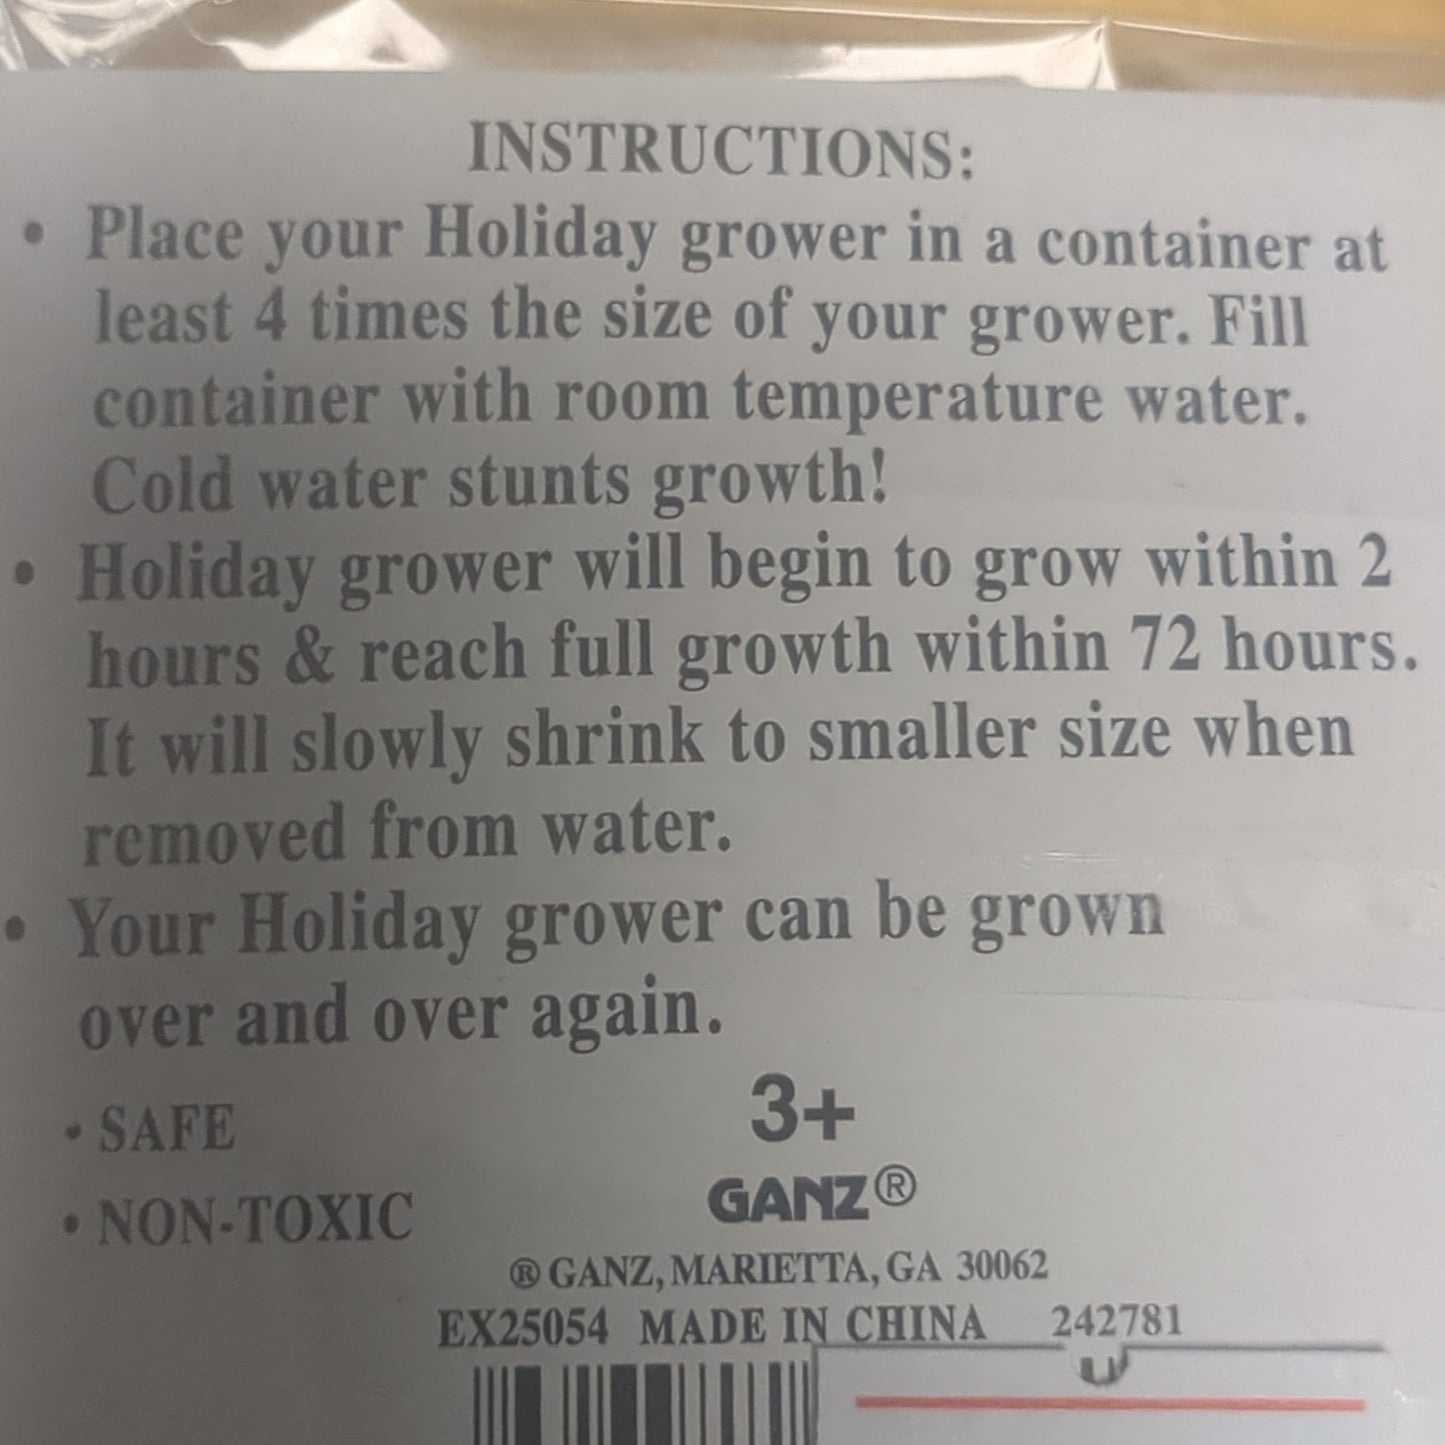 INSTRUCTIONS:
• Place your Holiday grower in a container at
least 4 times the size of your grower. Fill
container with room temperature water.
Cold water stunts growth!
• Holiday grower will begin to grow within 2
hours & reach full growth within 72 hours.
It will slowly shrink to smaller size when
removed from water.
• Your Holiday grower can be grown
over and over again.
• SAFE
3+
• NON-TOXIC
GANZ®
® GANZ, MARIETTA, GA 30062
EX25054 MADE IN CHINA 242781